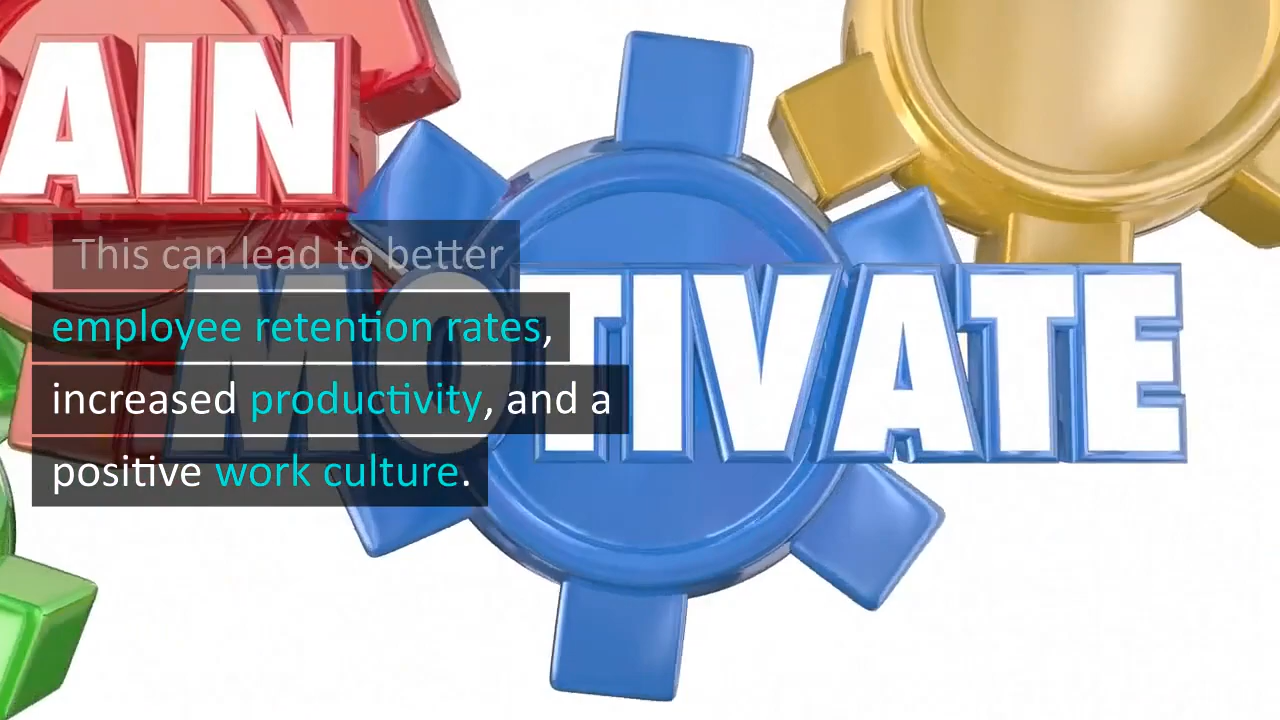 AIN
MOTIVATE
This can lead to better
employee retention rates,
increased productivity, and a
positive work culture.